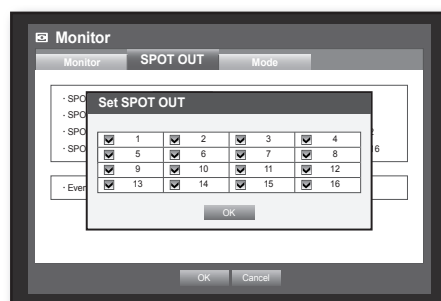 Monitor
Monitor SPOT OUT Mode
· SPO
· SPO
· SPO 2
· SPO 16
· Even
Set SPOT OUT
1 2 3 4
5 6 7 8
9 10 11 12
13 14 15 16
OK
OK Cancel